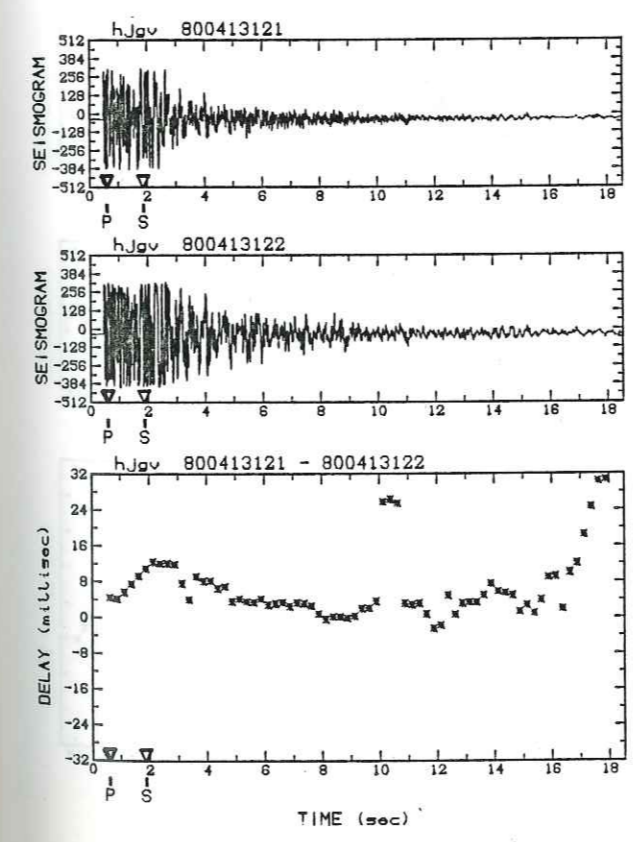 hjgv 800413121
512
384
256
128
0
-128
-256
-384
-512
SEISMOGRAM
0 2 4 6 8 10 12 14 16 18
P S
hjgv 800413122
512
384
256
128
0
-128
-256
-384
-512
SEISMOGRAM
0 2 4 6 8 10 12 14 16 18
P S
hjgv 800413121 - 800413122
32
24
16
8
0
-8
-16
-24
-32
DELAY (millisec)
0 2 4 6 8 10 12 14 16 18
P S
TIME (sec)